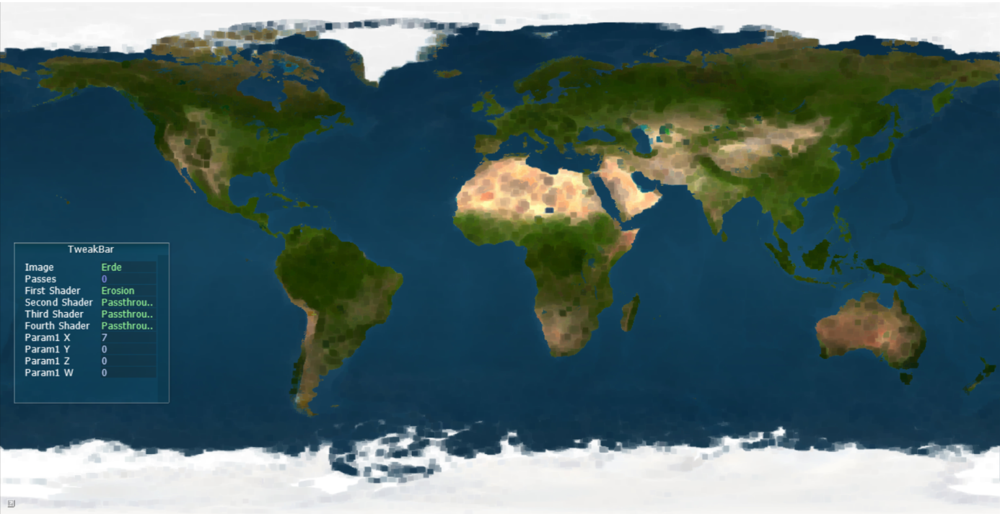 TweakBar
Image Erde
Passes 0
First Shader Erosion
Second Shader Passthrou..
Third Shader Passthrou..
Fourth Shader Passthrou..
Param1 X 7
Param1 Y 0
Param1 Z 0
Param1 W 0